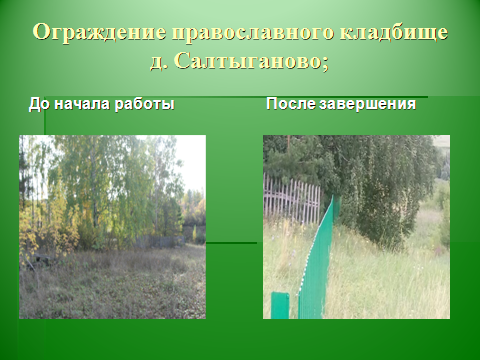 Ограждение православного кладбище
д. Салтыганово;
До начала работы
После завершения